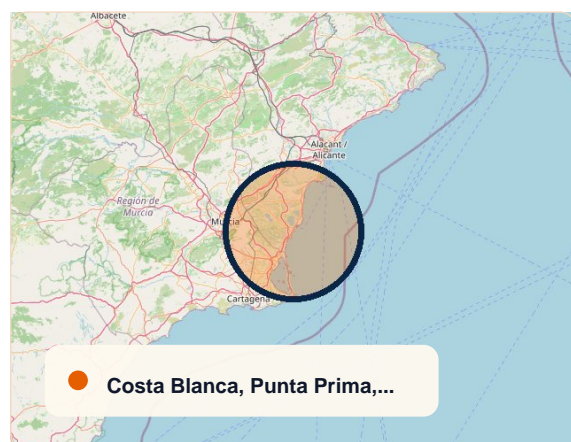 Albacete
Alacant /
Alicante
Región de
Murcia
Murcia
Cartagena
Costa Blanca, Punta Prima,...